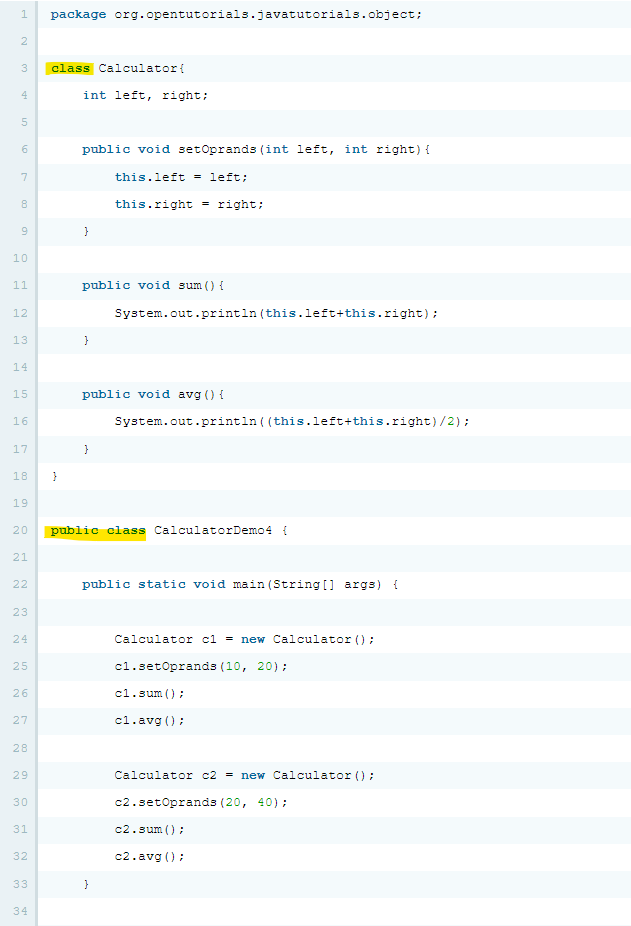 1 package org.opentutorials.javatutorials.object;
2
3 class Calculator{
4     int left, right;
5
6     public void setOprands(int left, int right){
7         this.left = left;
8         this.right = right;
9     }
10
11     public void sum(){
12         System.out.println(this.left+this.right);
13     }
14
15     public void avg(){
16         System.out.println((this.left+this.right)/2);
17     }
18 }
19
20 public class CalculatorDemo4 {
21
22     public static void main(String[] args) {
23
24         Calculator c1 = new Calculator();
25         c1.setOprands(10, 20);
26         c1.sum();
27         c1.avg();
28
29         Calculator c2 = new Calculator();
30         c2.setOprands(20, 40);
31         c2.sum();
32         c2.avg();
33     }
34